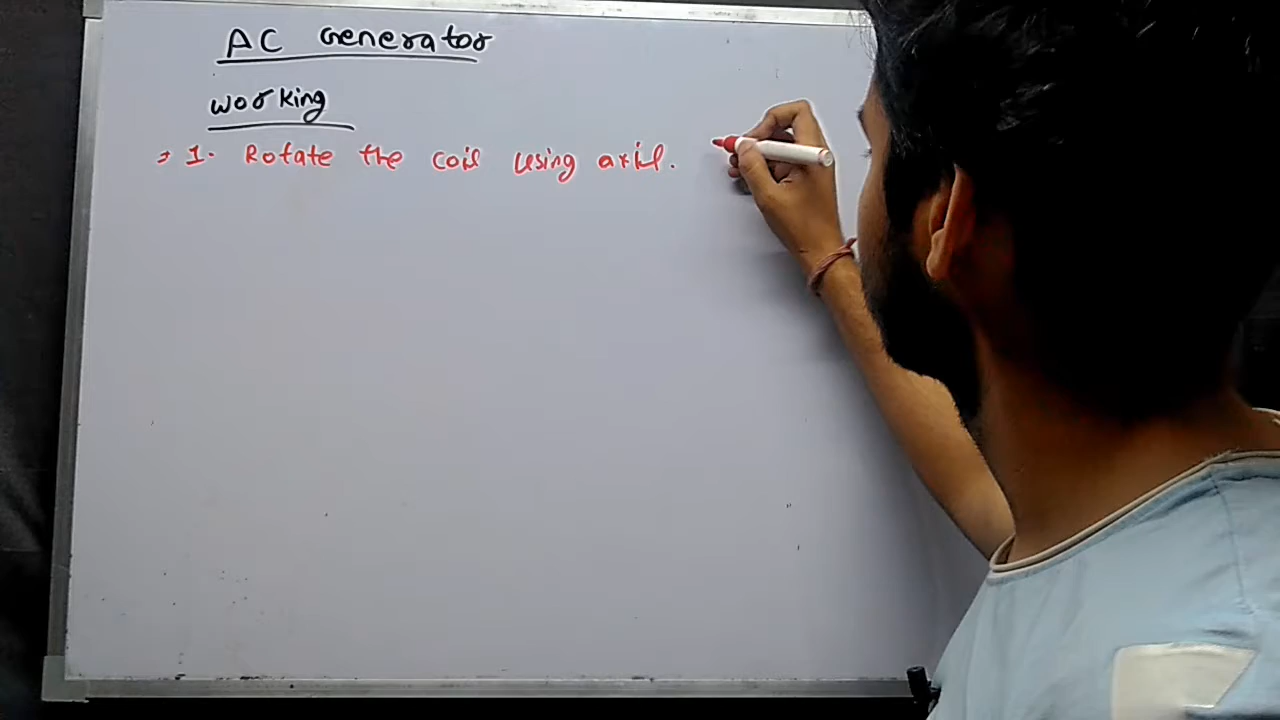 AC Generator
working
→ 1. Rotate the coil using axil.